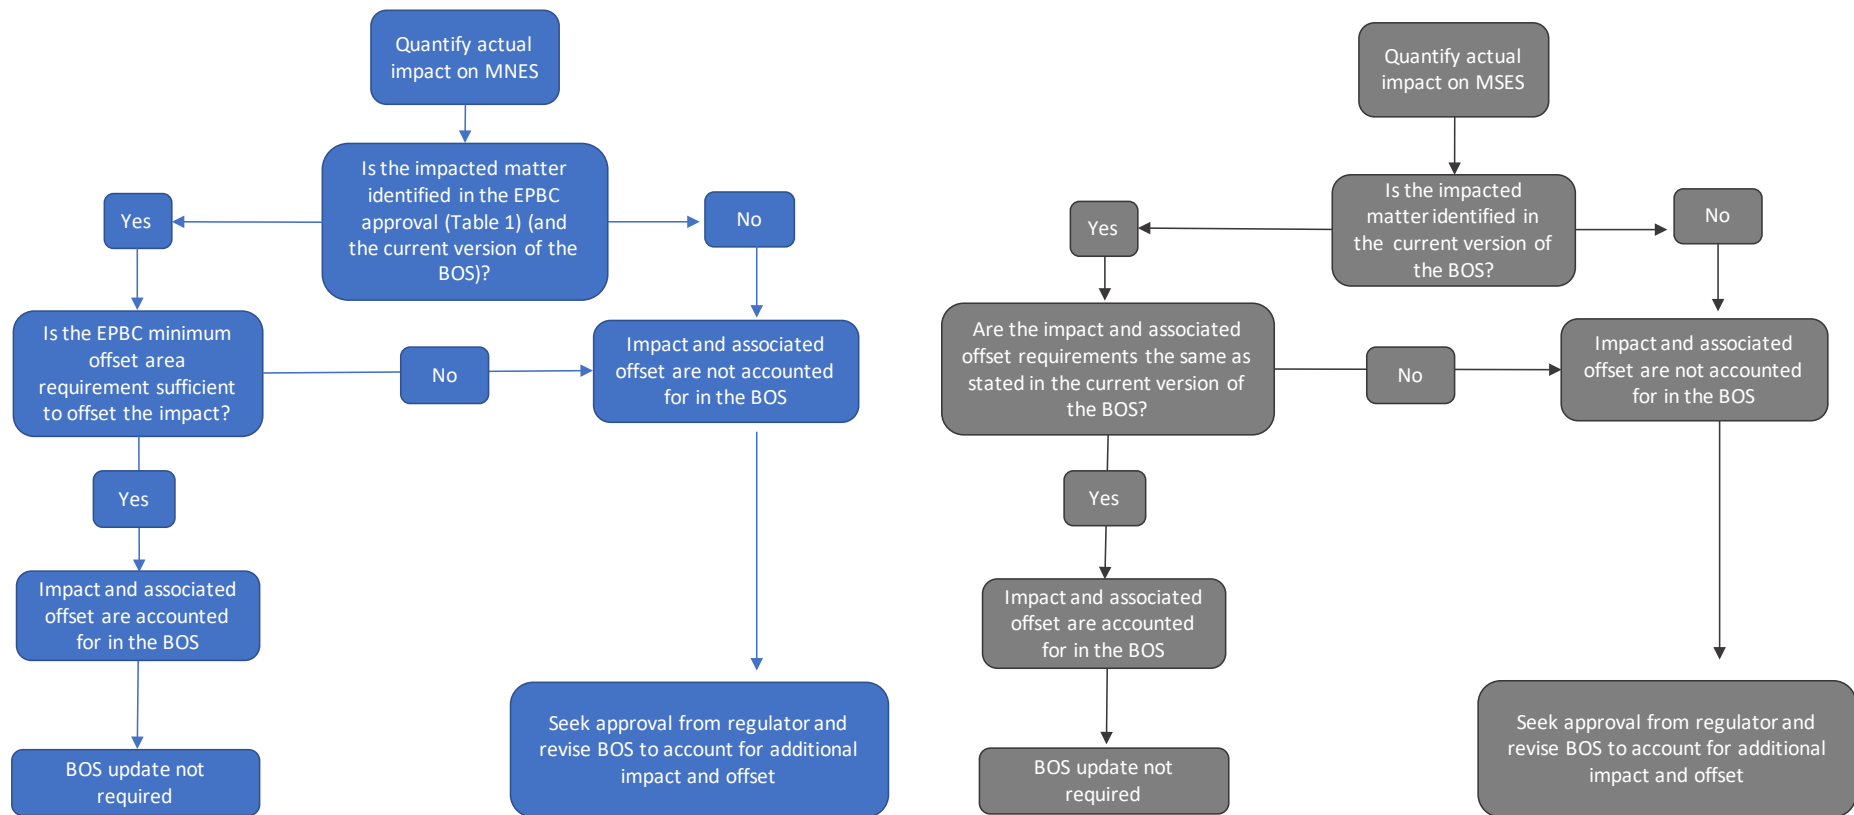 Quantify actual
impact on MNES
Is the impacted matter
identified in the EPBC
approval (Table 1) (and
the current version of the
BOS)?
Yes
No
Is the EPBC minimum
offset area
requirement sufficient
to offset the impact?
No
Impact and associated
offset are not accounted
for in the BOS
Yes
Impact and associated
offset are accounted
for in the BOS
BOS update not
required
Seek approval from regulator and
revise BOS to account for additional
impact and offset
Quantify actual
impact on MSES
Is the impacted
matter identified in
the current version of
the BOS?
Yes
No
Are the impact and associated
offset requirements the same as
stated in the current version of
the BOS?
No
Impact and associated
offset are not accounted
for in the BOS
Yes
Impact and associated
offset are accounted
for in the BOS
BOS update not
required
Seek approval from regulator and
revise BOS to account for additional
impact and offset